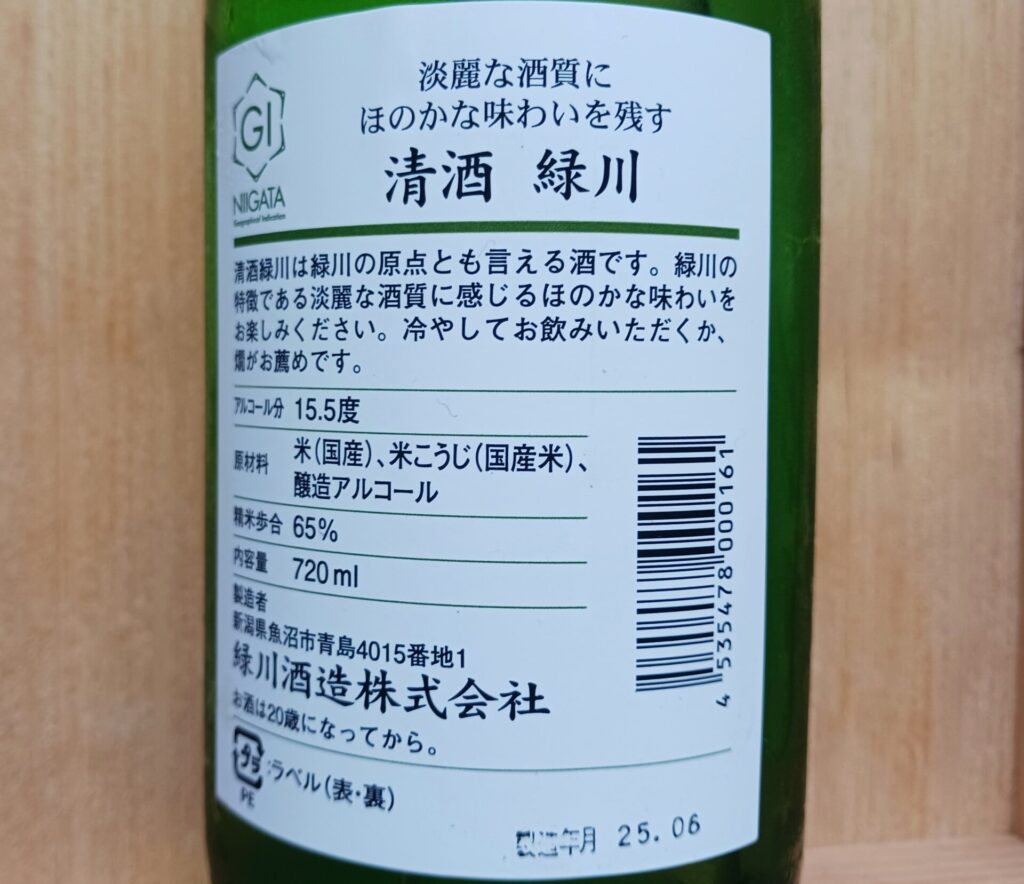 淡麗な酒質に
ほのかな味わいを残す
清酒 緑川
GI
NIIGATA
Geographical Indication
清酒緑川は緑川の原点とも言える酒です。緑川の
特徴である淡麗な酒質に感じるほのかな味わいを
お楽しみください。冷やしてお飲みいただくか、
燗がお薦めです。
アルコール分 15.5度
原材料 米(国産)、米こうじ(国産米)、
醸造アルコール
精米歩合 65%
内容量 720ml
製造者
新潟県魚沼市青島4015番地1
緑川酒造株式会社
お酒は20歳になってから。
プラ
:ラベル(表・裏)
PE
製造年月 25.06
4 535478 000161